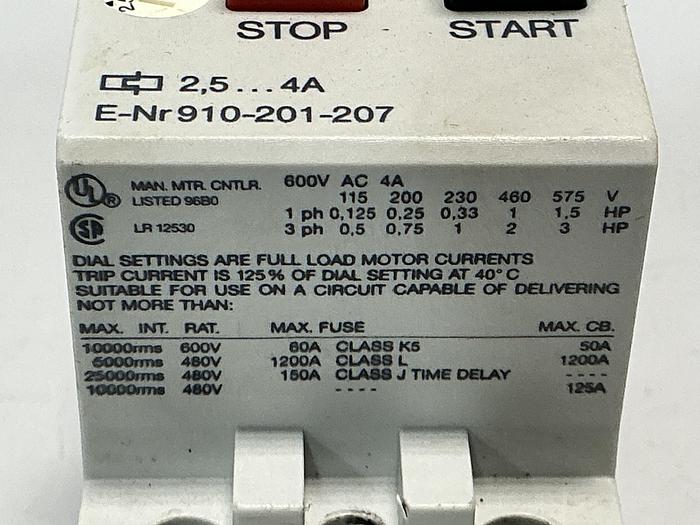 STOP START
2,5...4A
E-Nr 910-201-207
UL ® MAN. MTR. CNTLR. 600V AC 4A
LISTED 96B0 115 200 230 460 575 V
1 ph 0,125 0,25 0,33 1 1,5 HP
SP LR 12530 3 ph 0,5 0,75 1 2 3 HP
DIAL SETTINGS ARE FULL LOAD MOTOR CURRENTS
TRIP CURRENT IS 125% OF DIAL SETTING AT 40°C
SUITABLE FOR USE ON A CIRCUIT CAPABLE OF DELIVERING
NOT MORE THAN:
MAX. INT. RAT. MAX. FUSE MAX. CB.
10000rms 600V 60A CLASS K5 50A
5000rms 480V 1200A CLASS L 1200A
25000rms 480V 150A CLASS J TIME DELAY ----
10000rms 480V ---- 125A